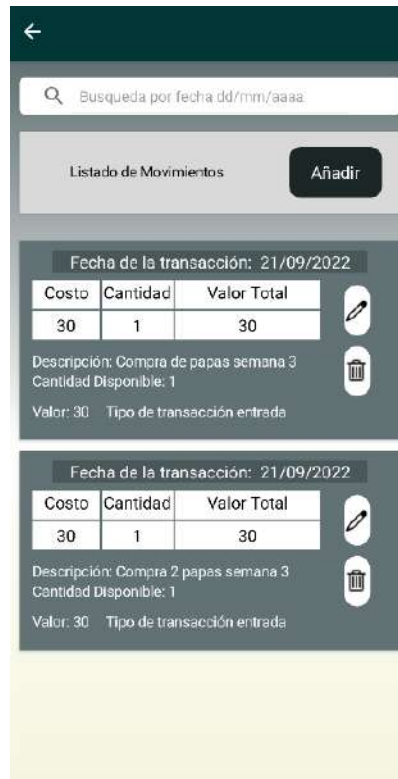 Busqueda por fecha dd/mm/aaaa
Listado de Movimientos
Añadir
Fecha de la transacción: 21/09/2022
Costo Cantidad Valor Total
30 1 30
Descripción: Compra de papas semana 3
Cantidad Disponible: 1
Valor: 30 Tipo de transacción entrada
Fecha de la transacción: 21/09/2022
Costo Cantidad Valor Total
30 1 30
Descripción: Compra 2 papas semana 3
Cantidad Disponible: 1
Valor: 30 Tipo de transacción entrada